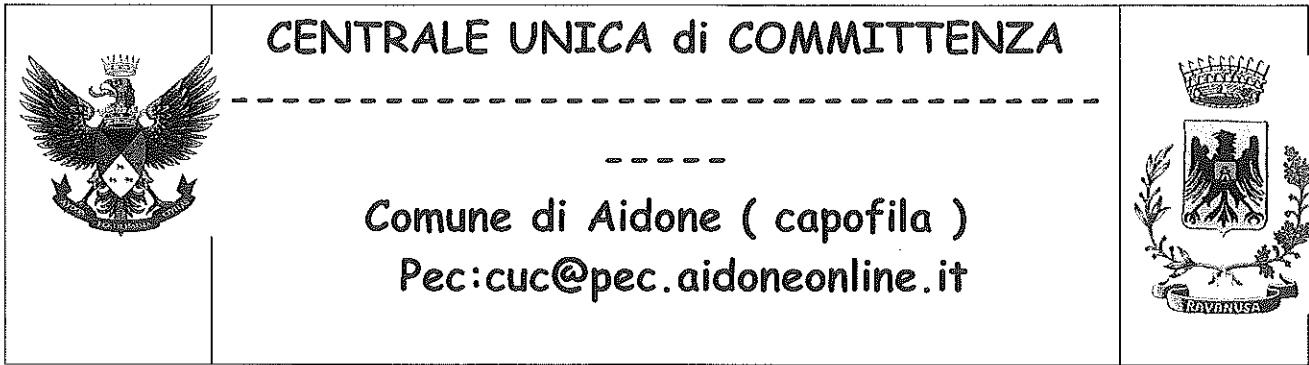 CENTRALE UNICA di COMMITTENZA
- - - - - - - - - - - - - - - - - - - - - - - - - - - - - - - - - -
- - - - -
Comune di Aidone ( capofila )
Pec:cuc@pec.aidoneonline.it
RAVANUSA